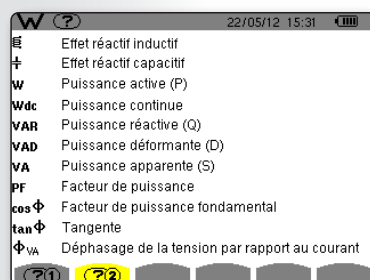 W ? 22/05/12 15:31
Effet réactif inductif
Effet réactif capacitif
W Puissance active (P)
Wdc Puissance continue
VAR Puissance réactive (Q)
VAD Puissance déformante (D)
VA Puissance apparente (S)
PF Facteur de puissance
cos Φ Facteur de puissance fondamental
tan Φ Tangente
Φ VA Déphasage de la tension par rapport au courant
?1 ?2